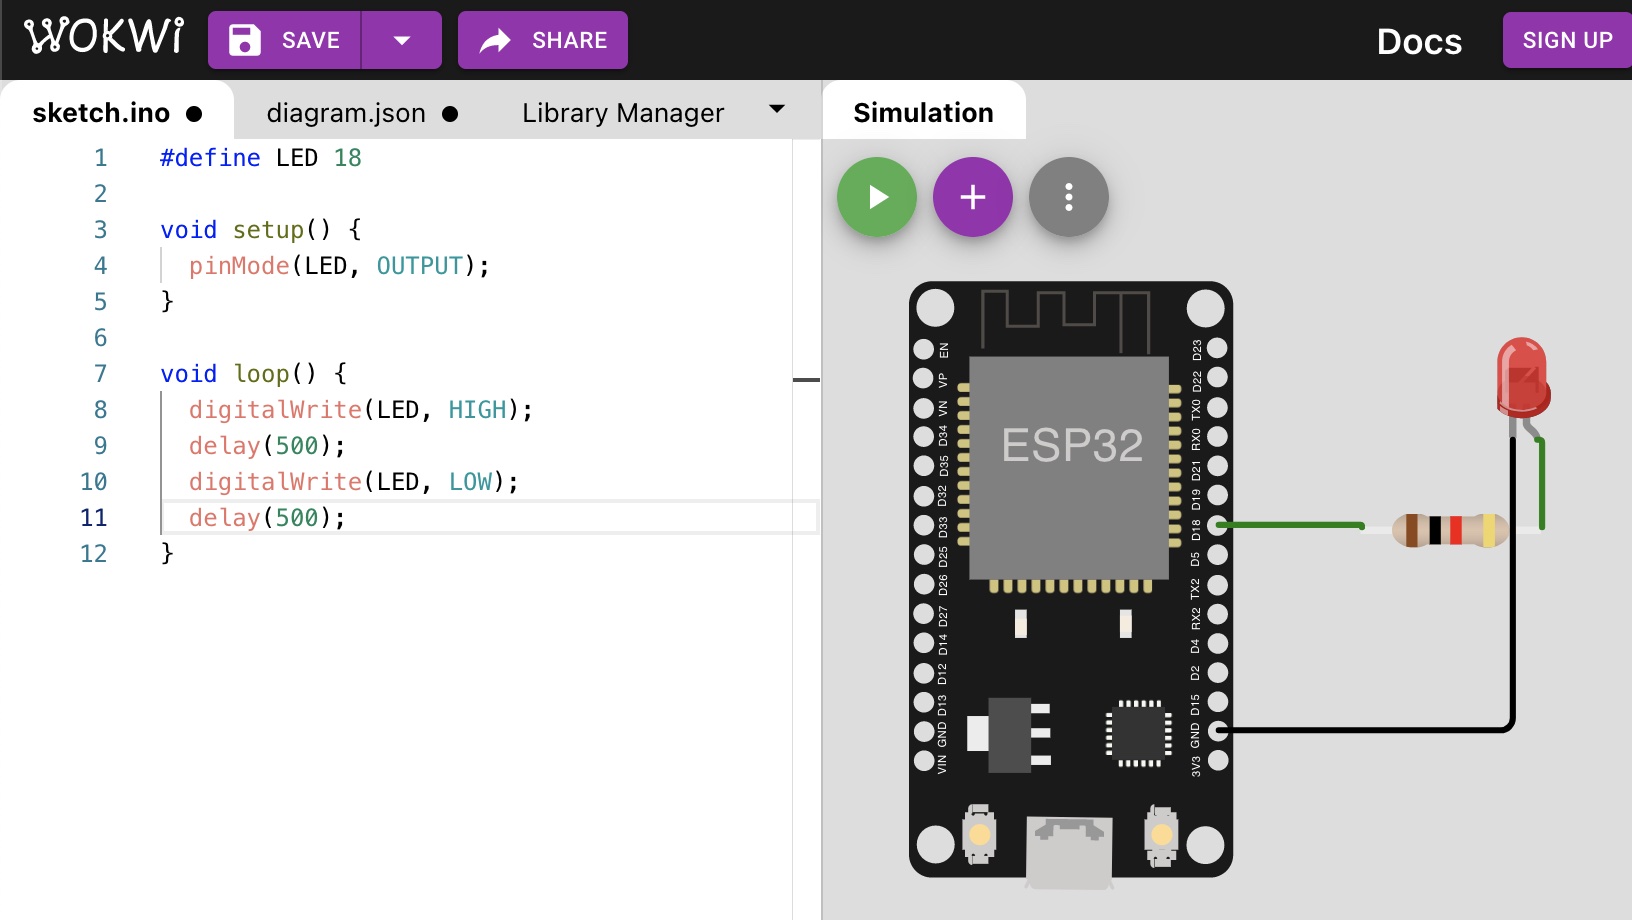 WOKWi SAVE SHARE Docs SIGN UP
sketch.ino diagram.json Library Manager Simulation
1 #define LED 18
2
3 void setup() {
4 pinMode(LED, OUTPUT);
5 }
6
7 void loop() {
8 digitalWrite(LED, HIGH);
9 delay(500);
10 digitalWrite(LED, LOW);
11 delay(500);
12 }
EN
VP
VN
D34
D35
D32
D33
D25
D26
D27
D14
D12
D13
GND
VIN
ESP32
D23
D22
TX0
RX0
D21
D19
D18
D5
TX2
RX2
D4
D2
D15
GND
3V3